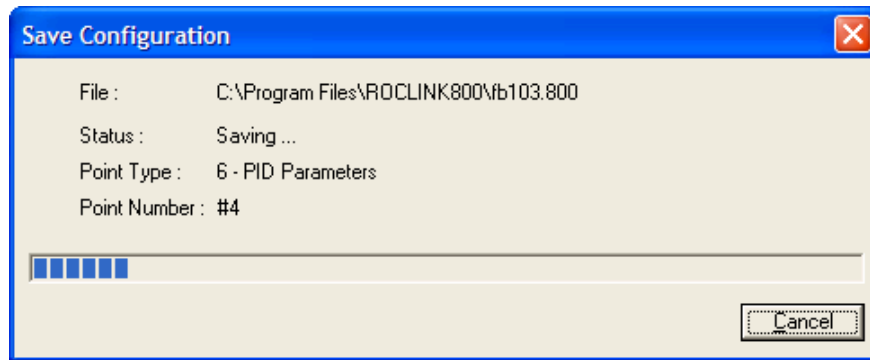 Save Configuration
File : C:\Program Files\ROCLINK800\fb103.800
Status : Saving ...
Point Type : 6 - PID Parameters
Point Number : #4
Cancel